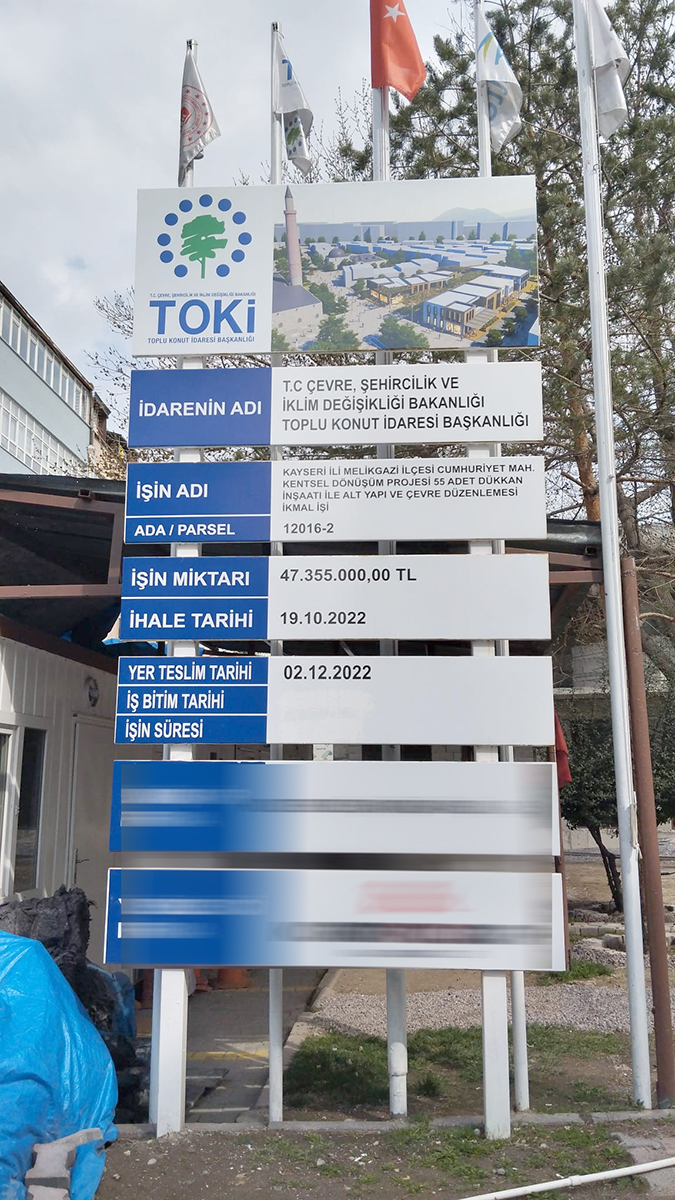 T.C. ÇEVRE, ŞEHİRCİLİK VE İKLİM DEĞİŞİKLİĞİ BAKANLIĞI
TOKİ
TOPLU KONUT İDARESİ BAŞKANLIĞI
İDARENİN ADI
T.C ÇEVRE, ŞEHİRCİLİK VE
İKLİM DEĞİŞİKLİĞİ BAKANLIĞI
TOPLU KONUT İDARESİ BAŞKANLIĞI
İŞİN ADI
KAYSERİ İLİ MELİKGAZİ İLÇESİ CUMHURİYET MAH.
KENTSEL DÖNÜŞÜM PROJESİ 55 ADET DÜKKAN
İNŞAATI İLE ALT YAPI VE ÇEVRE DÜZENLEMESİ
İKMAL İŞİ
ADA / PARSEL 12016-2
İŞİN MİKTARI 47.355.000,00 TL
İHALE TARİHİ 19.10.2022
YER TESLİM TARİHİ 02.12.2022
İŞ BİTİM TARİHİ
İŞİN SÜRESİ